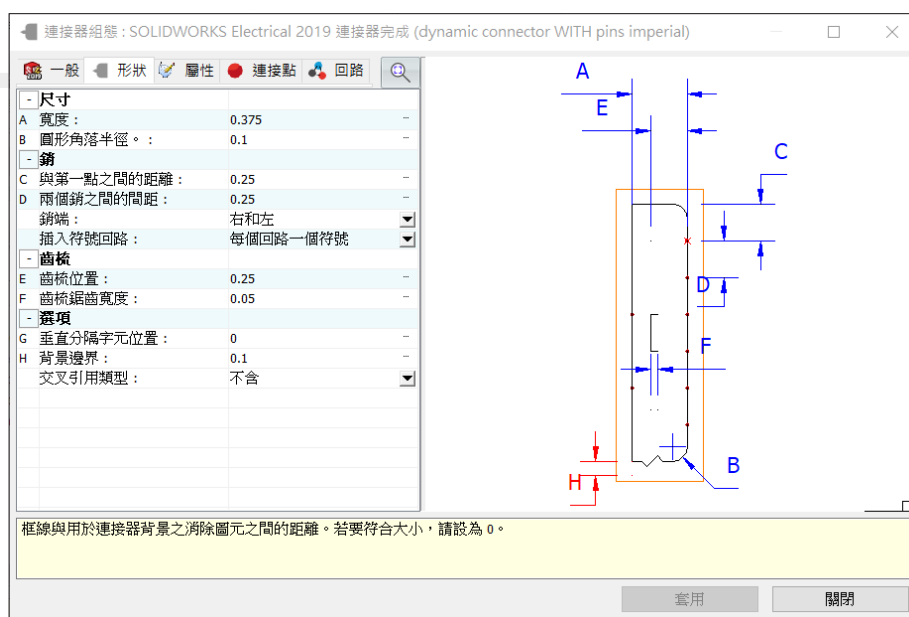 連接器組態 : SOLIDWORKS Electrical 2019 連接器完成 (dynamic connector WITH pins imperial)
一般 形狀 屬性 連接點 回路
- 尺寸
A 寬度： 0.375
B 圓形角落半徑。： 0.1
- 銷
C 與第一點之間的距離： 0.25
D 兩個銷之間的間距： 0.25
銷端： 右和左
插入符號回路： 每個回路一個符號
- 齒梳
E 齒梳位置： 0.25
F 齒梳鋸齒寬度： 0.05
- 選項
G 垂直分隔字元位置： 0
H 背景邊界： 0.1
交叉引用類型： 不含
A
E
C
D
F
B
H
框線與用於連接器背景之消除圖元之間的距離。若要符合大小，請設為 0。
套用 關閉